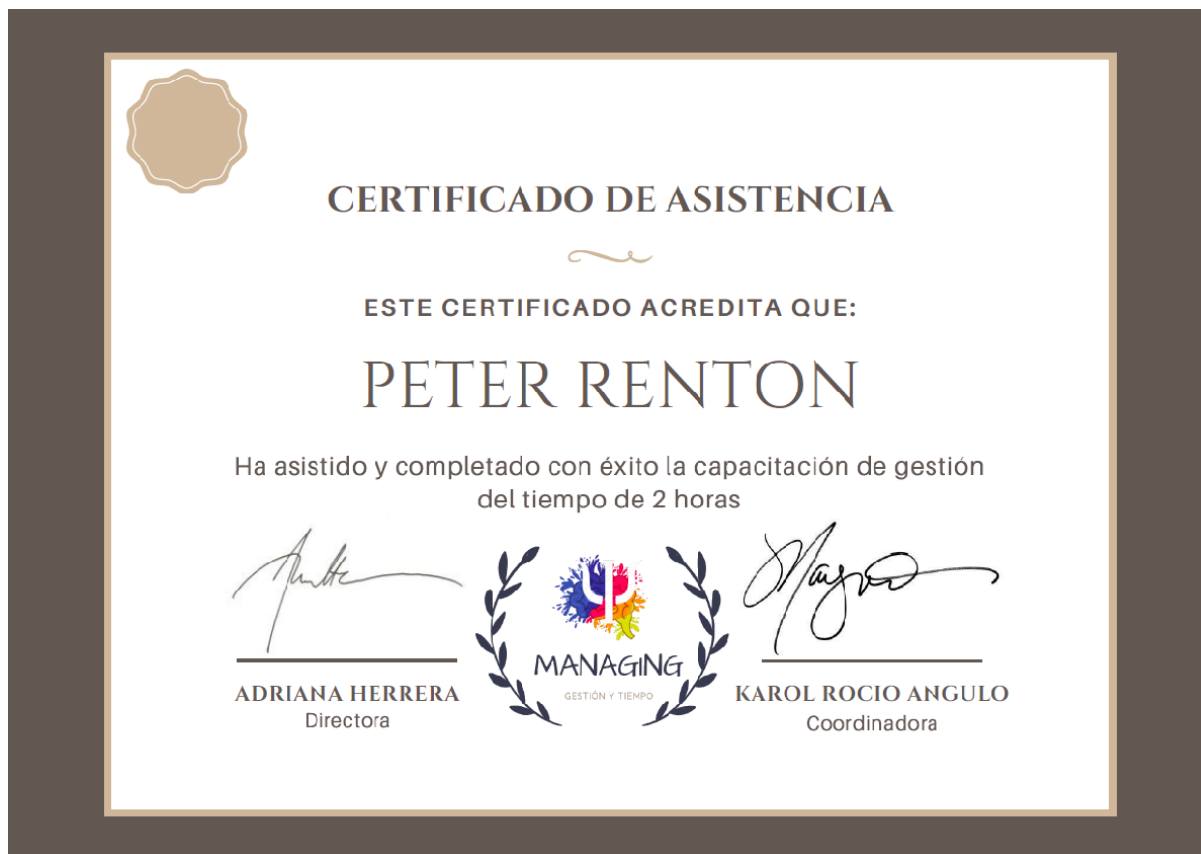 CERTIFICADO DE ASISTENCIA
ESTE CERTIFICADO ACREDITA QUE:
PETER RENTON
Ha asistido y completado con éxito la capacitación de gestión
del tiempo de 2 horas
MANAGING
GESTIÓN Y TIEMPO
ADRIANA HERRERA
Directora
KAROL ROCIO ANGULO
Coordinadora